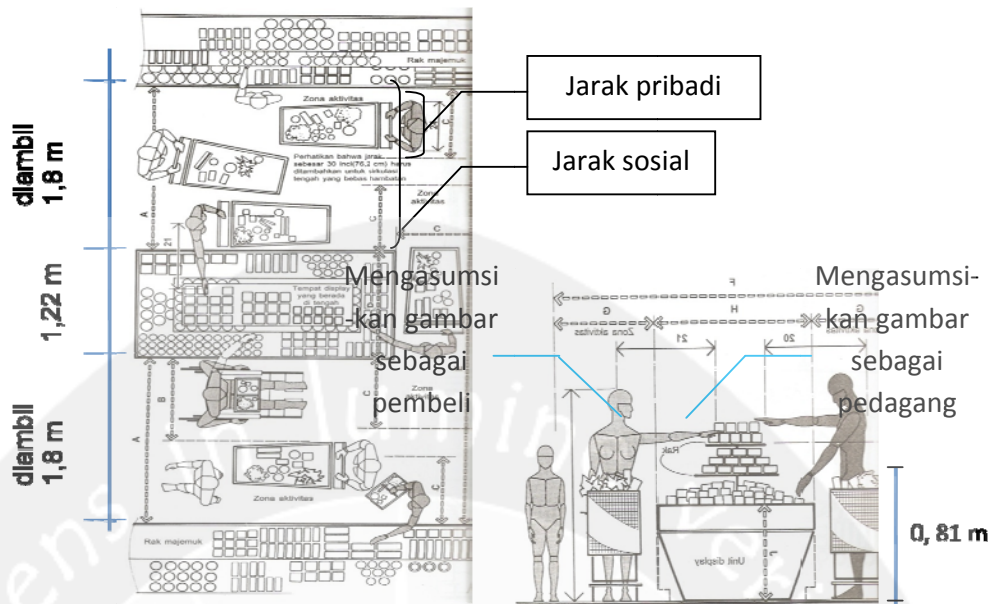 Rak majemuk
Zona aktivitas
Perhatikan bahwa jarak
sebesar 30 inci(76,2 cm) harus
ditambahkan untuk sirkulasi
tengah yang bebas hambatan
Zona
aktivitas
A
C
C
C
21
Tempat display
yang berada
di tengah
D
Zona
A
B
C
C
Zona aktivitas
Rak majemuk
diambil
1,8 m
1,22 m
diambil
1,8 m
Jarak pribadi
Jarak sosial
Mengasumsi
-kan gambar
sebagai
pembeli
Mengasumsi-
kan gambar
sebagai
pedagang
F
G
H
G
Zona aktivitas
21
20
Rak
Unit display
0, 81 m